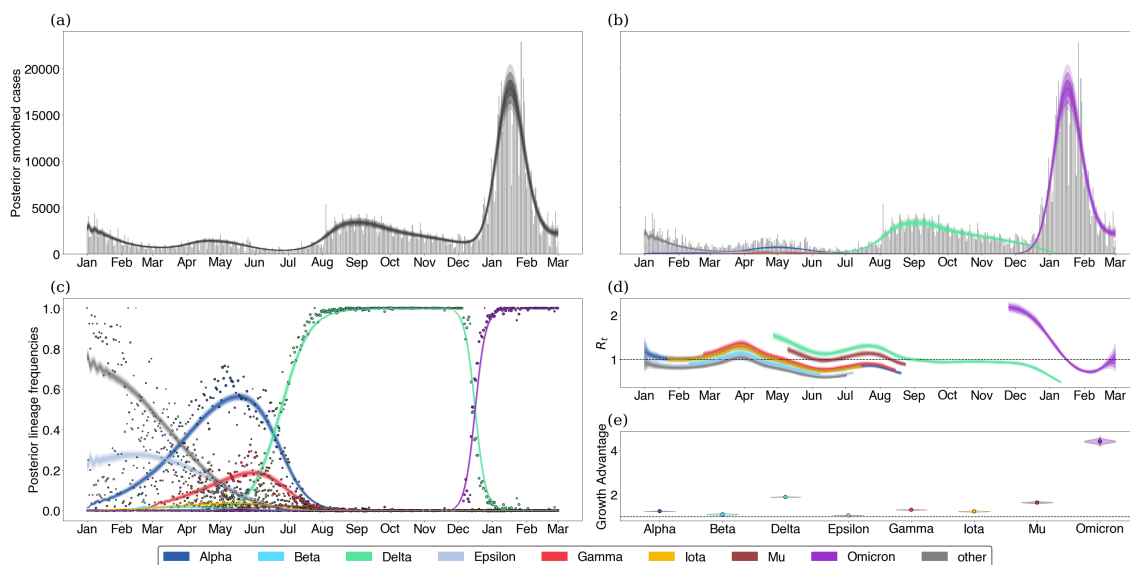 (a)
Posterior smoothed cases
20000
15000
10000
5000
0
Jan Feb Mar Apr May Jun Jul Aug Sep Oct Nov Dec Jan Feb Mar
(b)
Jan Feb Mar Apr May Jun Jul Aug Sep Oct Nov Dec Jan Feb Mar
(c)
Posterior lineage frequencies
1.0
0.8
0.6
0.4
0.2
0.0
Jan Feb Mar Apr May Jun Jul Aug Sep Oct Nov Dec Jan Feb Mar
(d)
Rt
2
1
Jan Feb Mar Apr May Jun Jul Aug Sep Oct Nov Dec Jan Feb Mar
(e)
Growth Advantage
4
2
Alpha Beta Delta Epsilon Gamma Iota Mu Omicron
Alpha Beta Delta Epsilon Gamma Iota Mu Omicron other